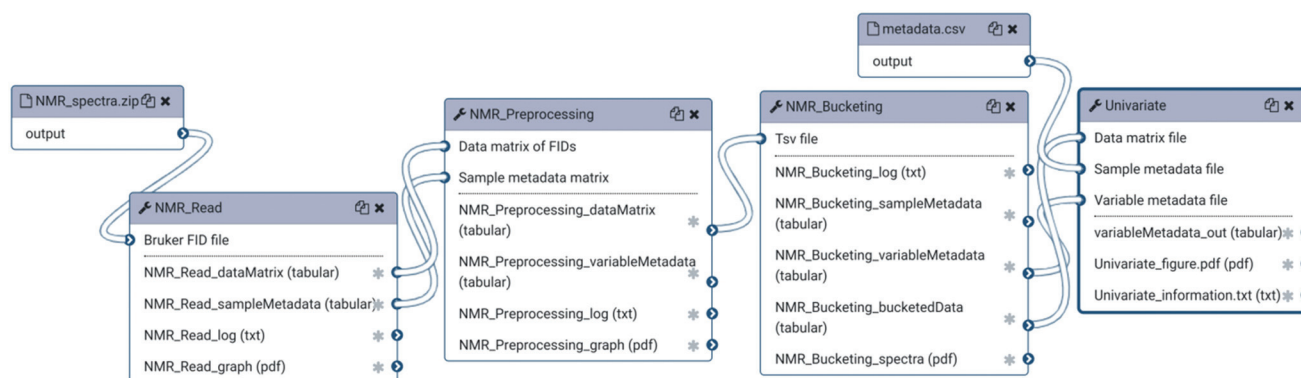 metadata.csv
output
NMR_spectra.zip
output
NMR_Read
Bruker FID file
NMR_Read_dataMatrix (tabular)
NMR_Read_sampleMetadata (tabular)
NMR_Read_log (txt)
NMR_Read_graph (pdf)
NMR_Preprocessing
Data matrix of FIDs
Sample metadata matrix
NMR_Preprocessing_dataMatrix
(tabular)
NMR_Preprocessing_variableMetadata
(tabular)
NMR_Preprocessing_log (txt)
NMR_Preprocessing_graph (pdf)
NMR_Bucketing
Tsv file
NMR_Bucketing_log (txt)
NMR_Bucketing_sampleMetadata
(tabular)
NMR_Bucketing_variableMetadata
(tabular)
NMR_Bucketing_bucketedData
(tabular)
NMR_Bucketing_spectra (pdf)
Univariate
Data matrix file
Sample metadata file
Variable metadata file
variableMetadata_out (tabular)
Univariate_figure.pdf (pdf)
Univariate_information.txt (txt)